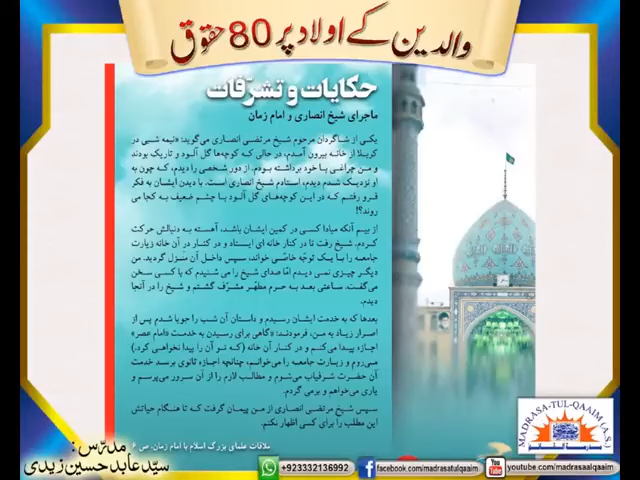 والدین کے اولاد پر 80 حقوق
حکایات و تشرّفات
ماجرای شیخ انصاری و امام زمان
یکی از شاگردان مرحوم شیخ مرتضی انصاری می‌گوید: «نیمه شبی در
کربلا از خانه بیرون آمدم، در حالی که کوچه‌ها گل آلود و تاریک بودند
و من چراغی با خود برداشته بودم. از دور شخصی را دیدم، که چون به
او نزدیک شدم دیدم، استادم شیخ انصاری است. با دیدن ایشان به فکر
فرو رفتم که در این کوچه‌های گل آلود با چشم ضعیف به کجا می
روند؟!
از بیم آنکه مبادا کسی در کمین ایشان باشد، آهسته به دنبالش حرکت
کردم. شیخ رفت تا در کنار خانه ای ایستاد و در کنار در آن خانه زیارت
جامعه را با یک توجّه خاصّی خواند، سپس داخل آن منزل گردید. من
دیگر چیزی نمی دیدم امّا صدای شیخ را می شنیدم که با کسی سخن
می‌گفت. ساعتی بعد به حرم مطهّر مشرّف گشتم و شیخ را در آنجا
دیدم.
بعدها که به خدمت ایشان رسیدم و داستان آن شب را جویا شدم پس از
اصرار زیاد به من، فرمودند: «گاهی برای رسیدن به خدمت «امام عصر»
اجازه پیدا می‌کنم و در کنار آن خانه (که تو آن را پیدا نخواهی کرد.)
می‌روم و زیارت جامعه را می‌خوانم، چنانچه اجازه ثانوی برسد خدمت
آن حضرت شرفیاب می‌شوم و مطالب لازم را از آن سرور می‌پرسم و
یاری می‌خواهم و برمی گردم.
سپس شیخ مرتضی انصاری از من پیمان گرفت که تا هنگام حیاتش
این مطلب را برای کسی اظهار نکنم.
ملاقات علمای بزرگ اسلام با امام زمان، ص
مدرّس:
سیّد عابد حسین زیدی
MADRASA-TUL-QAAIM (A.S.)
+923332136992
facebook.com/madrasatulqaaim
You Tube
youtube.com/madrasaalqaaim